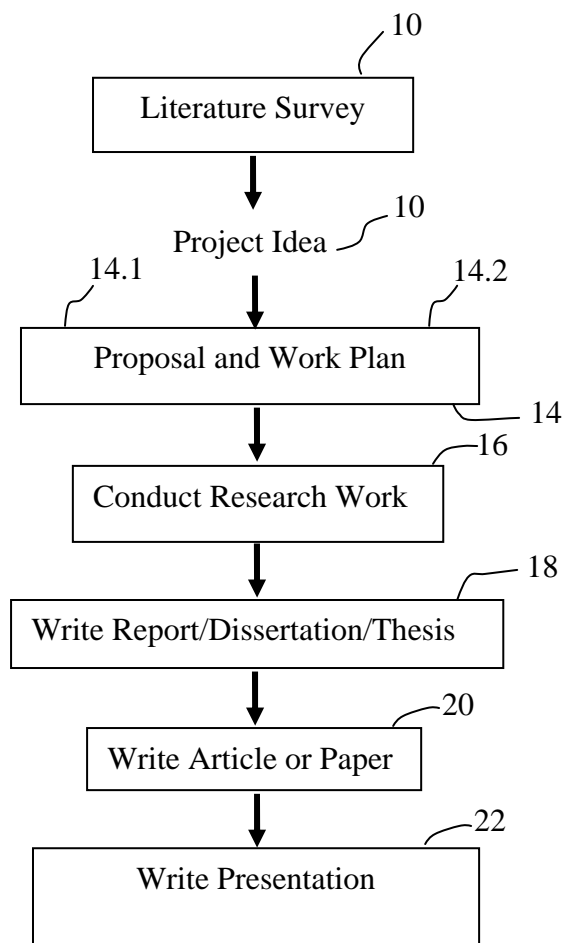 10
Literature Survey
10
Project Idea
14.1
14.2
Proposal and Work Plan
14
16
Conduct Research Work
18
Write Report/Dissertation/Thesis
20
Write Article or Paper
22
Write Presentation